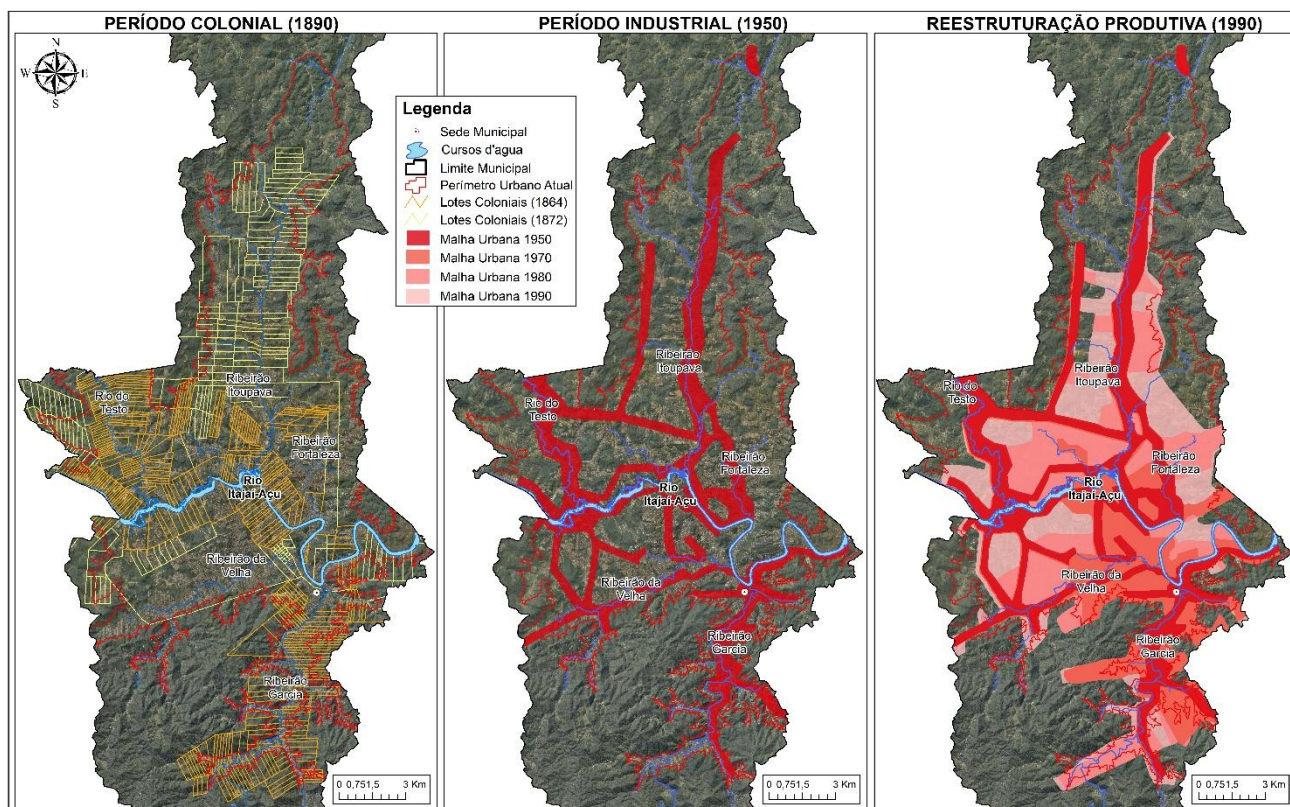 PERÍODO COLONIAL (1890)
N
W E
S
Ribeirão
Itoupava
Rio do
Testo
Ribeirão
Fortaleza
Rio
Itajaí-Açu
Ribeirão da
Velha
Ribeirão
Garcia
0 0,751,5 3 Km
Legenda
Sede Municipal
Cursos d'agua
Limite Municipal
Perímetro Urbano Atual
Lotes Coloniais (1864)
Lotes Coloniais (1872)
Malha Urbana 1950
Malha Urbana 1970
Malha Urbana 1980
Malha Urbana 1990
PERÍODO INDUSTRIAL (1950)
Ribeirão
Itoupava
Rio do
Testo
Ribeirão
Fortaleza
Rio
Itajaí-Açu
Ribeirão da
Velha
Ribeirão
Garcia
0 0,751,5 3 Km
REESTRUTURAÇÃO PRODUTIVA (1990)
Ribeirão
Itoupava
Rio do
Testo
Ribeirão
Fortaleza
Rio
Itajaí-Açu
Ribeirão da
Velha
Ribeirão
Garcia
0 0,751,5 3 Km